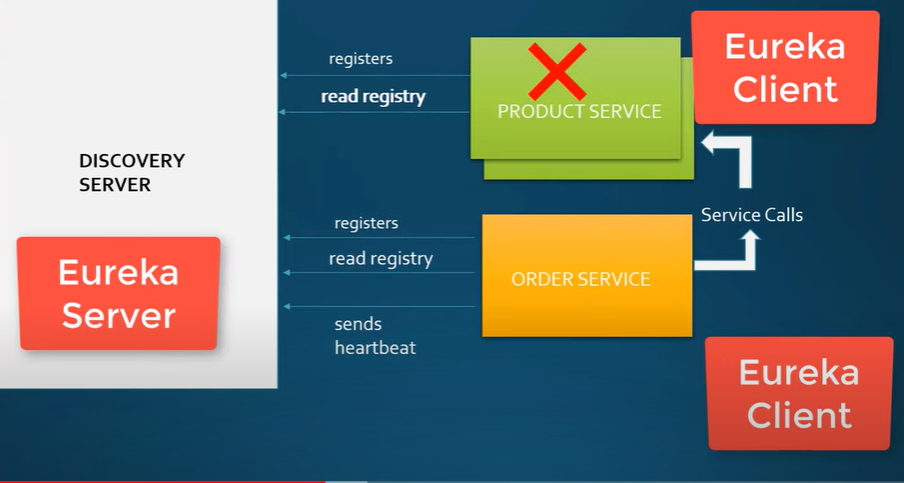 registers
read registry
PRODUCT SERVICE
Eureka
Client
DISCOVERY
SERVER
Eureka
Server
registers
read registry
sends
heartbeat
ORDER SERVICE
Service Calls
Eureka
Client